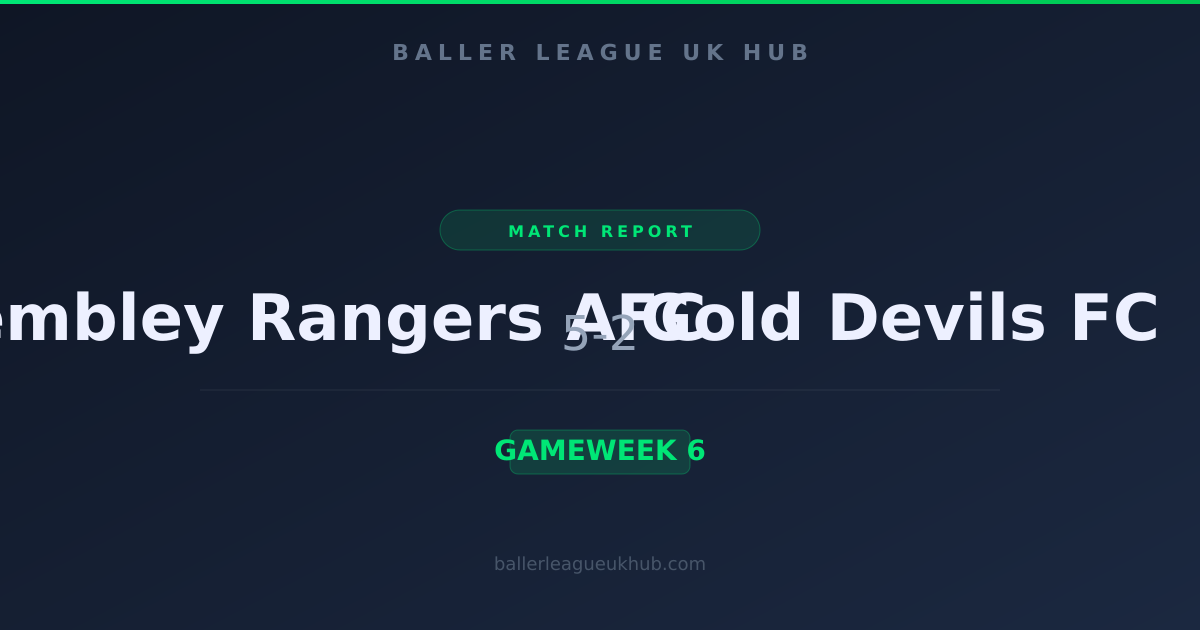 BALLER LEAGUE UK HUB
MATCH REPORT
embley Rangers AFC 5-2 Gold Devils FC
GAMEWEEK 6
ballerleagueukhub.com